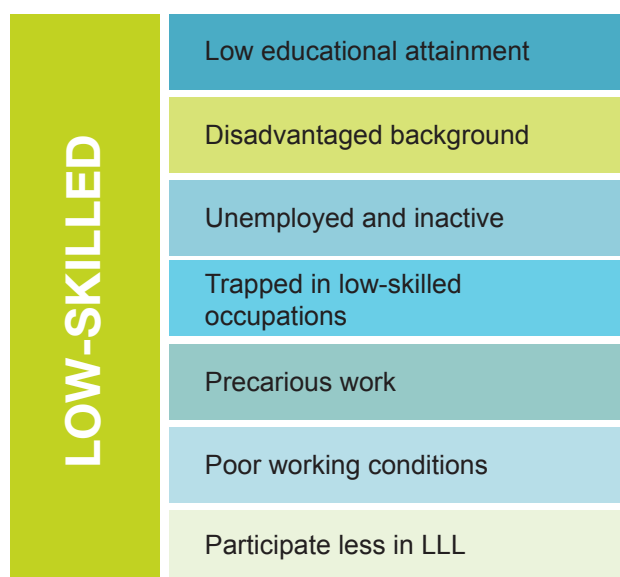 LOW-SKILLED
Low educational attainment
Disadvantaged background
Unemployed and inactive
Trapped in low-skilled
occupations
Precarious work
Poor working conditions
Participate less in LLL